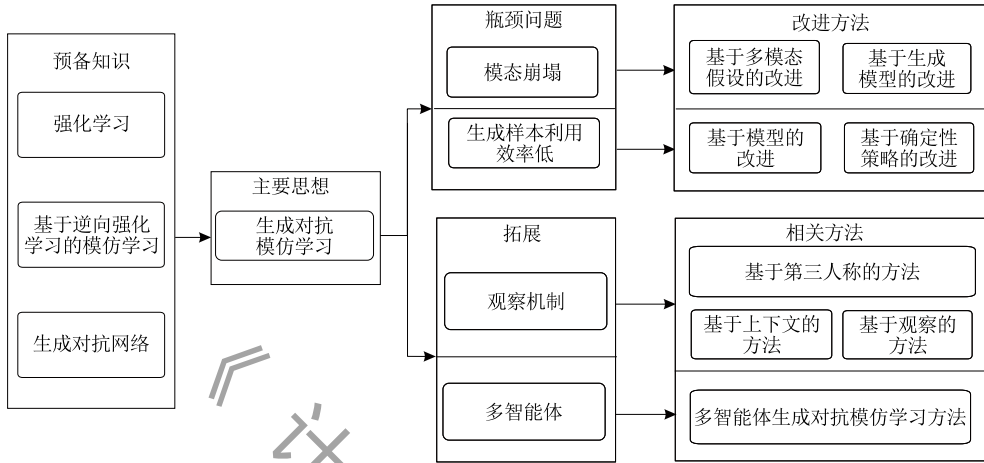 预备知识
强化学习
基于逆向强化
学习的模仿学习
生成对抗网络
主要思想
生成对抗
模仿学习
瓶颈问题
模态崩塌
生成样本利用
效率低
改进方法
基于多模态
假设的改进
基于生成
模型的改进
基于模型的
改进
基于确定性
策略的改进
拓展
观察机制
多智能体
相关方法
基于第三人称的方法
基于上下文的
方法
基于观察的
方法
多智能体生成对抗模仿学习方法